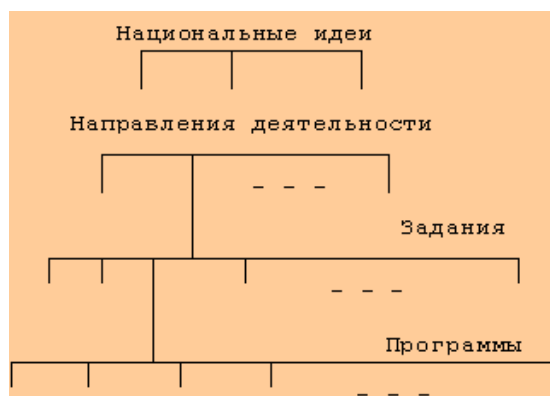 Национальные идеи
Направления деятельности
- - -
Задания
- - -
Программы
- - -